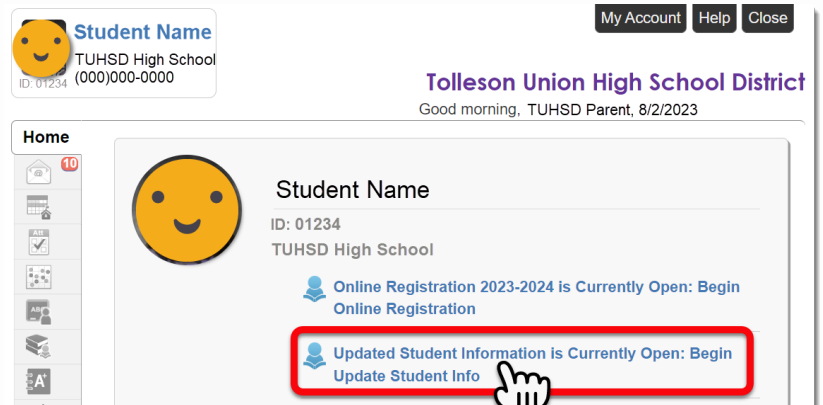 My Account Help Close
Student Name
TUHSD High School
ID: 01234 (000)000-0000
Tolleson Union High School District
Good morning, TUHSD Parent, 8/2/2023
Home
10
Student Name
ID: 01234
TUHSD High School
Online Registration 2023-2024 is Currently Open: Begin
Online Registration
Updated Student Information is Currently Open: Begin
Update Student Info
A+